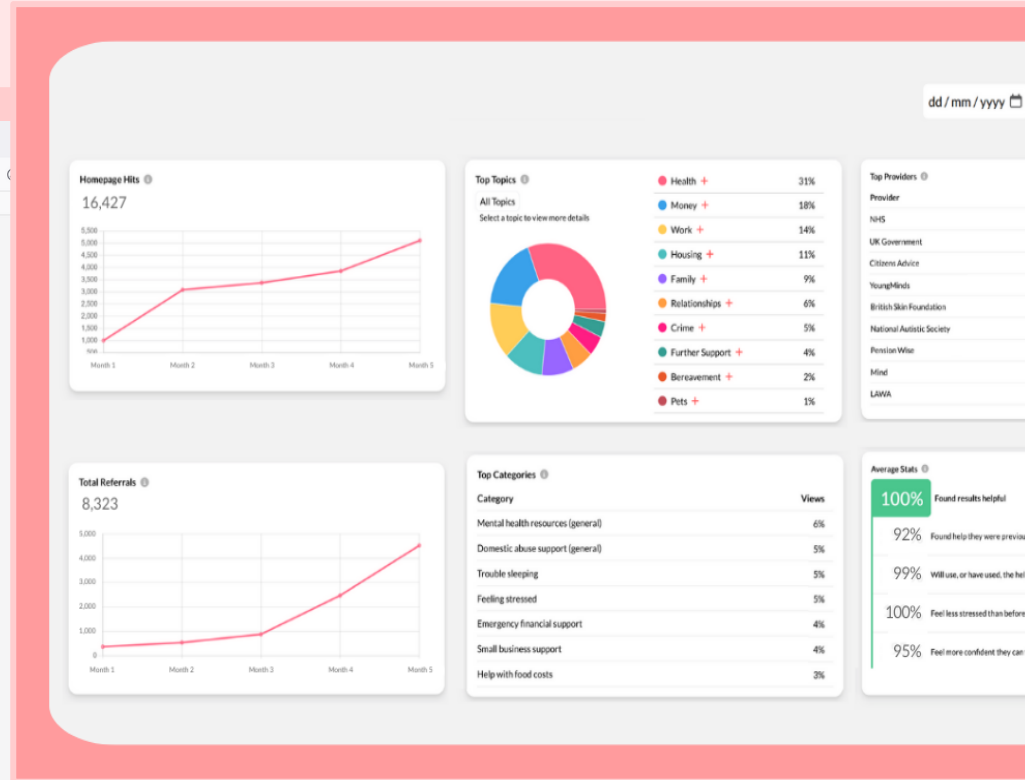 dd/mm/yyyy
Homepage Hits
16,427
5,500
5,000
4,500
4,000
3,500
3,000
2,500
2,000
1,500
1,000
500
Month 1 Month 2 Month 3 Month 4 Month 5
Top Topics
All Topics
Select a topic to view more details
Health + 31%
Money + 18%
Work + 14%
Housing + 11%
Family + 9%
Relationships + 6%
Crime + 5%
Further Support + 4%
Bereavement + 2%
Pets + 1%
Top Providers
Provider
NHS
UK Government
Citizens Advice
YoungMinds
British Skin Foundation
National Autistic Society
Pension Wise
Mind
LAWA
Total Referrals
8,323
5,000
4,000
3,000
2,000
1,000
0
Month 1 Month 2 Month 3 Month 4 Month 5
Top Categories
Category Views
Mental health resources (general) 6%
Domestic abuse support (general) 5%
Trouble sleeping 5%
Feeling stressed 5%
Emergency financial support 4%
Small business support 4%
Help with food costs 3%
Average Stats
100% Found results helpful
92% Found help they were previou
99% Will use, or have used, the hel
100% Feel less stressed than before
95% Feel more confident they can